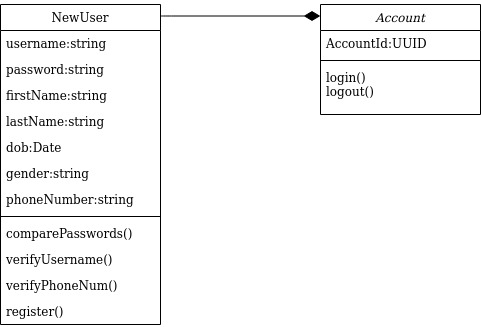 NewUser
username:string
password:string
firstName:string
lastName:string
dob:Date
gender:string
phoneNumber:string
comparePasswords()
verifyUsername()
verifyPhoneNum()
register()
Account
AccountId:UUID
login()
logout()